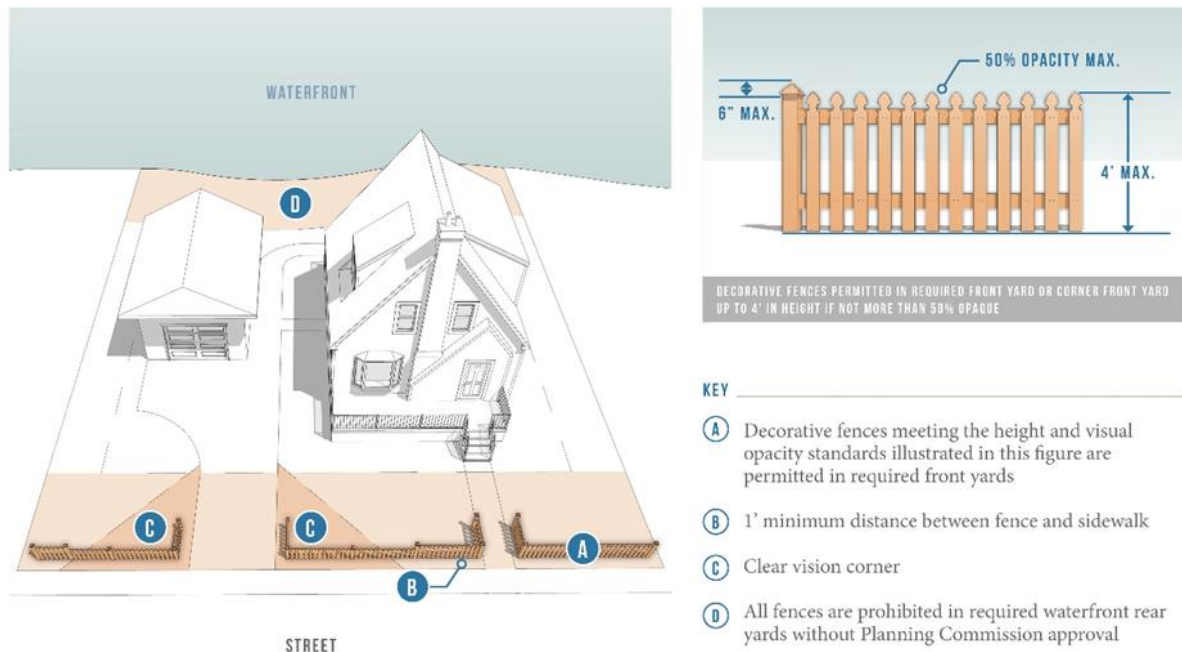 WATERFRONT
D
C
C
A
B
STREET
50% OPACITY MAX.
6" MAX.
4' MAX.
DECORATIVE FENCES PERMITTED IN REQUIRED FRONT YARD OR CORNER FRONT YARD
UP TO 4' IN HEIGHT IF NOT MORE THAN 50% OPAQUE
KEY
A Decorative fences meeting the height and visual
opacity standards illustrated in this figure are
permitted in required front yards
B 1' minimum distance between fence and sidewalk
C Clear vision corner
D All fences are prohibited in required waterfront rear
yards without Planning Commission approval